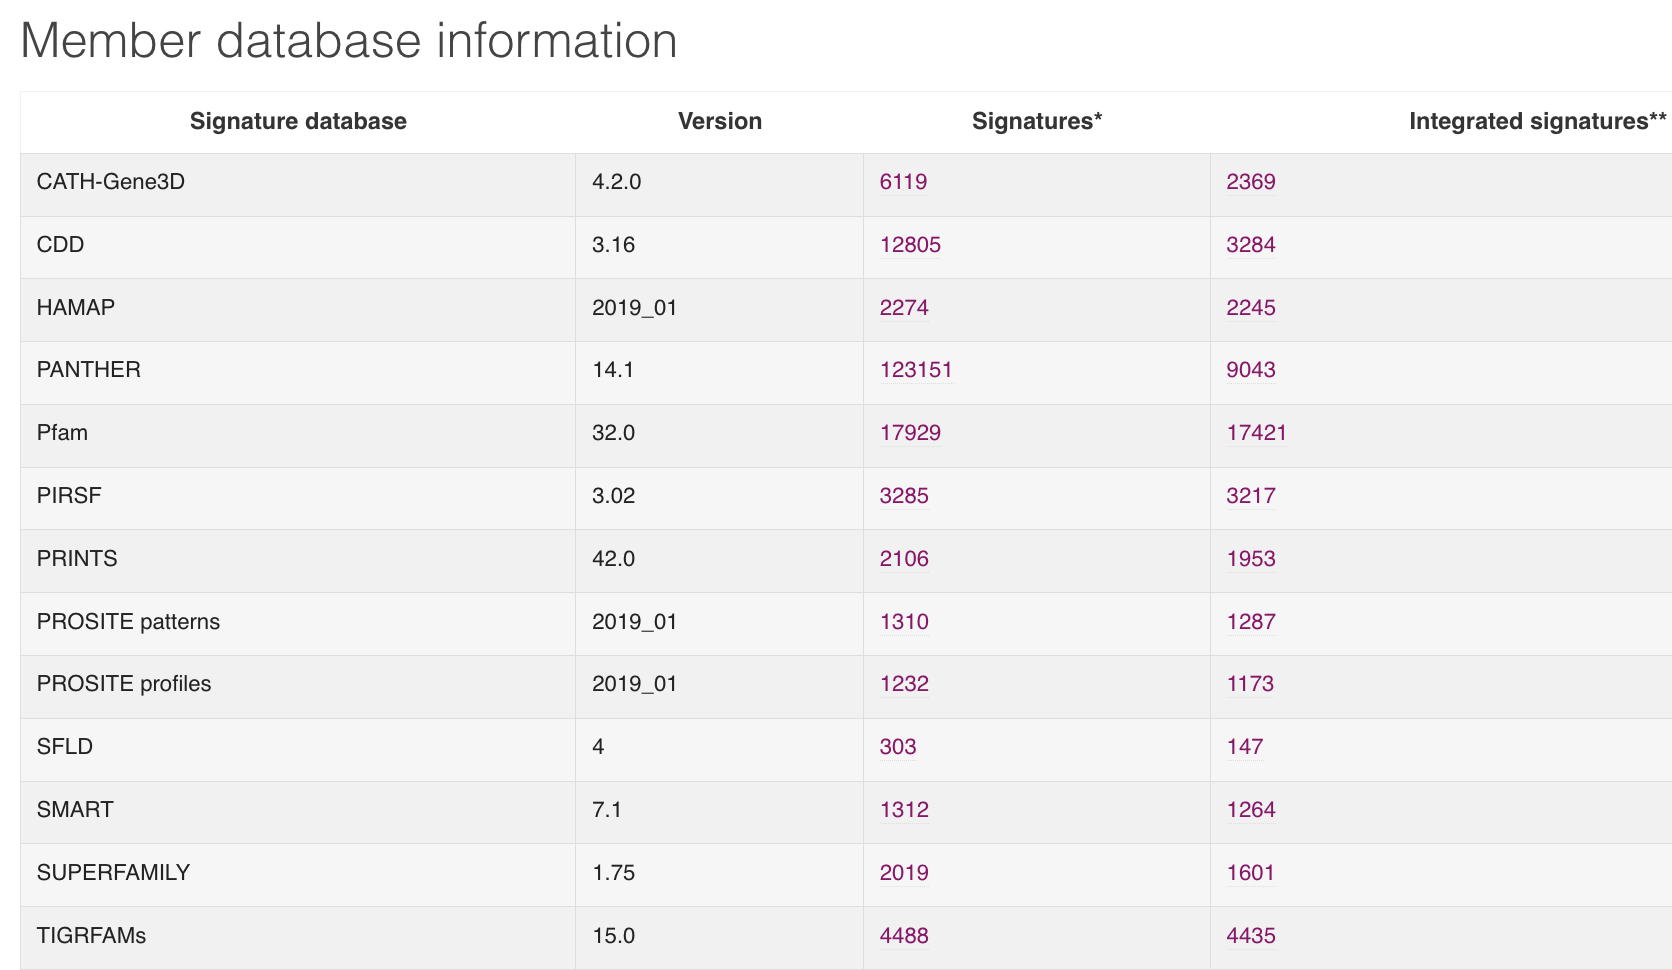 Member database information
Signature database Version Signatures* Integrated signatures**
CATH-Gene3D 4.2.0 6119 2369
CDD 3.16 12805 3284
HAMAP 2019_01 2274 2245
PANTHER 14.1 123151 9043
Pfam 32.0 17929 17421
PIRSF 3.02 3285 3217
PRINTS 42.0 2106 1953
PROSITE patterns 2019_01 1310 1287
PROSITE profiles 2019_01 1232 1173
SFLD 4 303 147
SMART 7.1 1312 1264
SUPERFAMILY 1.75 2019 1601
TIGRFAMs 15.0 4488 4435